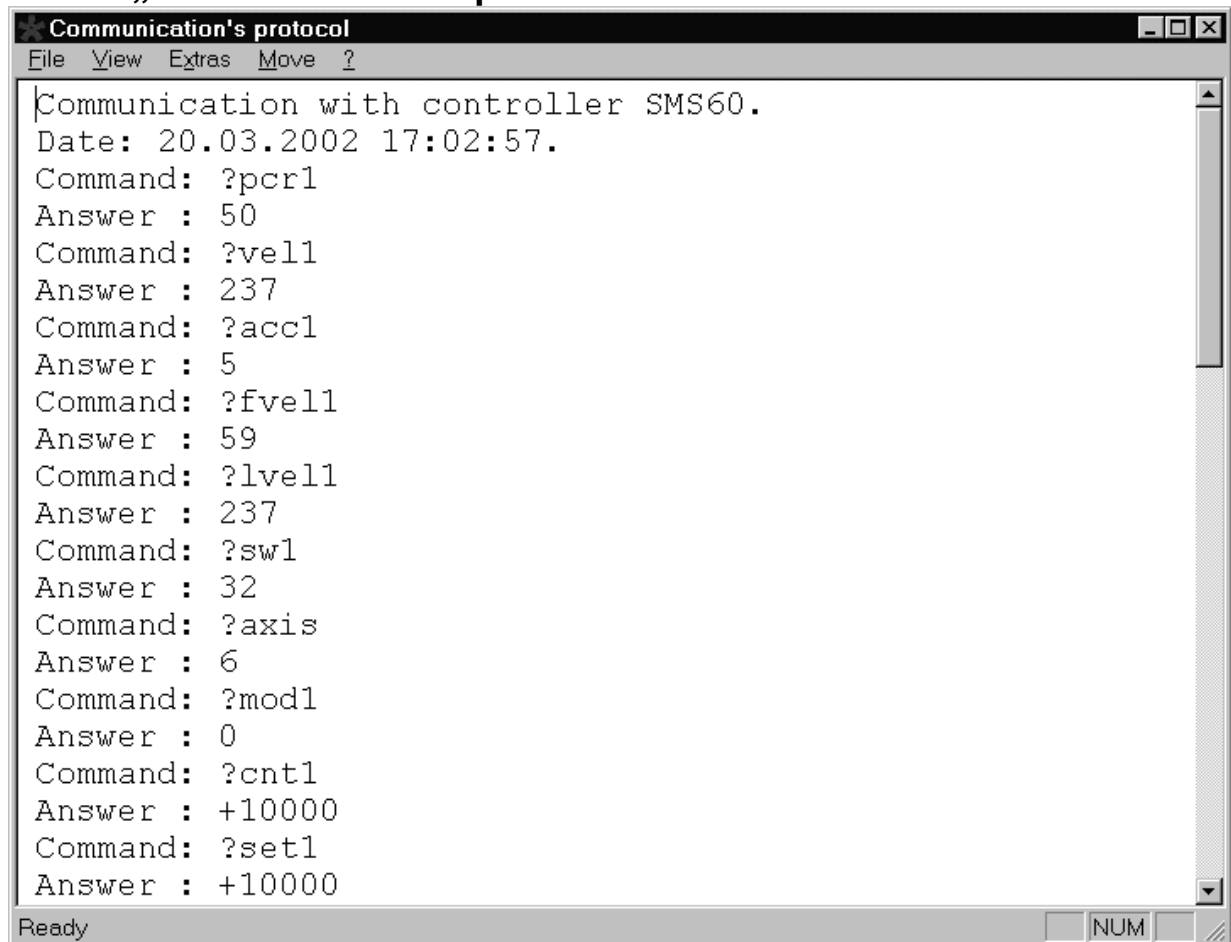 Communication's protocol
File View Extras Move ?
Communication with controller SMS60.
Date: 20.03.2002 17:02:57.
Command: ?pcr1
Answer : 50
Command: ?vel1
Answer : 237
Command: ?acc1
Answer : 5
Command: ?fvel1
Answer : 59
Command: ?lvel1
Answer : 237
Command: ?sw1
Answer : 32
Command: ?axis
Answer : 6
Command: ?mod1
Answer : 0
Command: ?cnt1
Answer : +10000
Command: ?set1
Answer : +10000
Ready NUM